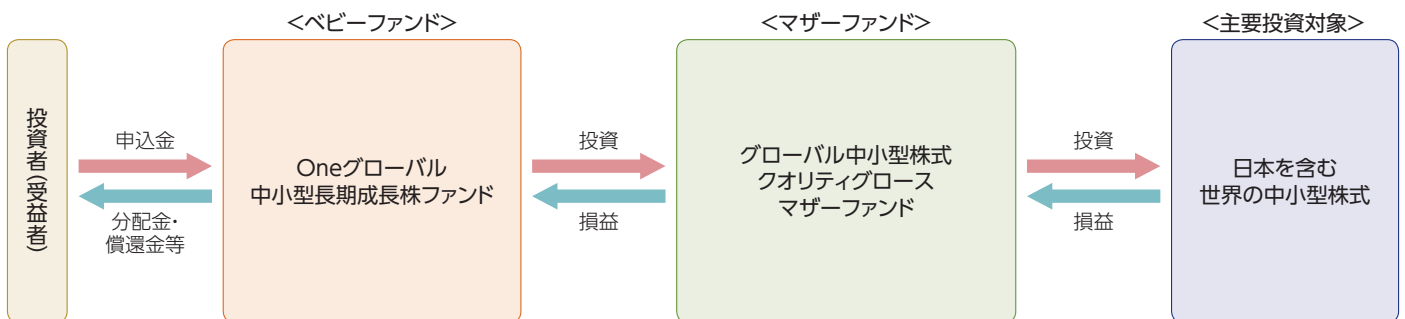 ＜ベビーファンド＞
＜マザーファンド＞
＜主要投資対象＞
投資者（受益者）
申込金
分配金・
償還金等
Oneグローバル
中小型長期成長株ファンド
投資
損益
グローバル中小型株式
クオリティグロース
マザーファンド
投資
損益
日本を含む
世界の中小型株式